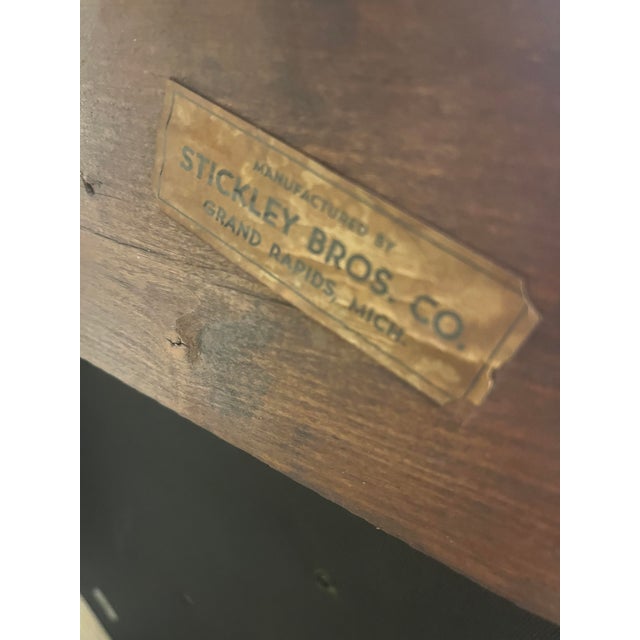 MANUFACTURED BY
STICKLEY BROS. CO.
GRAND RAPIDS, MICH.